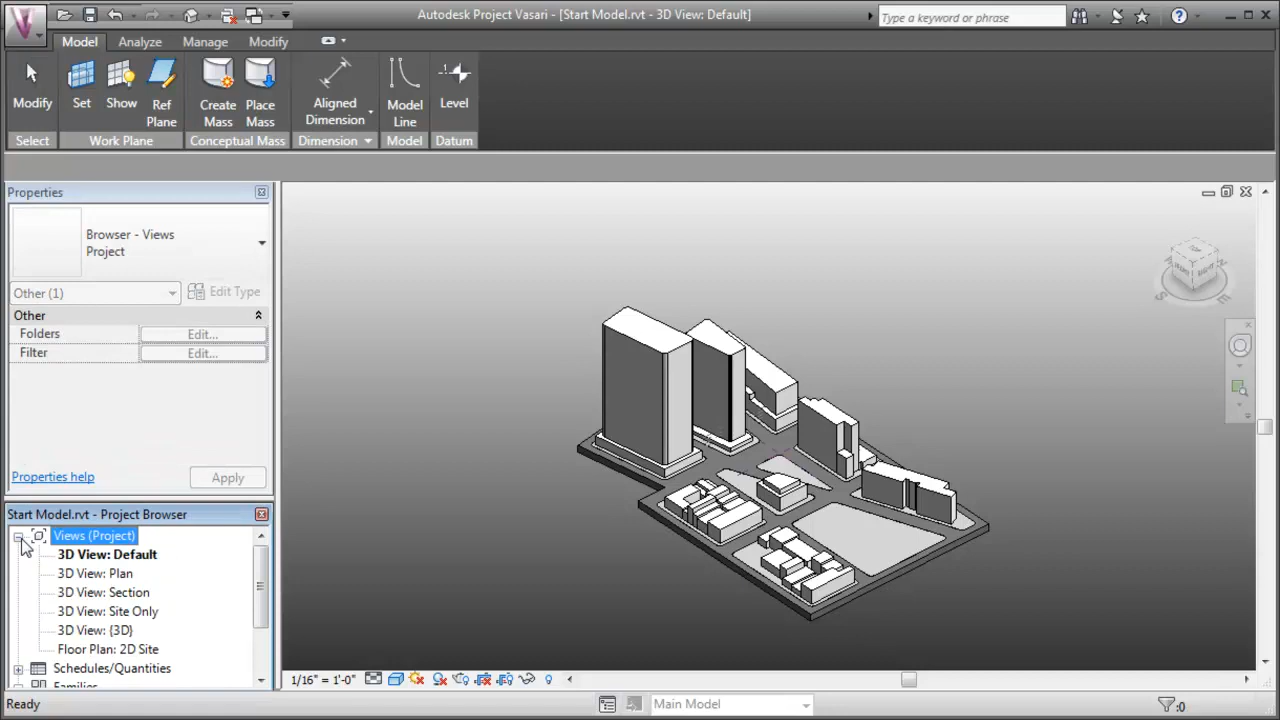 Autodesk Project Vasari - [Start Model.rvt - 3D View: Default]
Type a keyword or phrase
Model
Analyze
Manage
Modify
Modify
Set
Show
Ref
Plane
Create
Mass
Place
Mass
Aligned
Dimension
Model
Line
Level
Select
Work Plane
Conceptual Mass
Dimension
Model
Datum
Properties
Browser - Views
Project
Other (1)
Edit Type
Other
Folders
Edit...
Filter
Edit...
Properties help
Apply
Start Model.rvt - Project Browser
Views (Project)
3D View: Default
3D View: Plan
3D View: Section
3D View: Site Only
3D View: {3D}
Floor Plan: 2D Site
Schedules/Quantities
Families
1/16" = 1'-0"
Ready
Main Model
:0